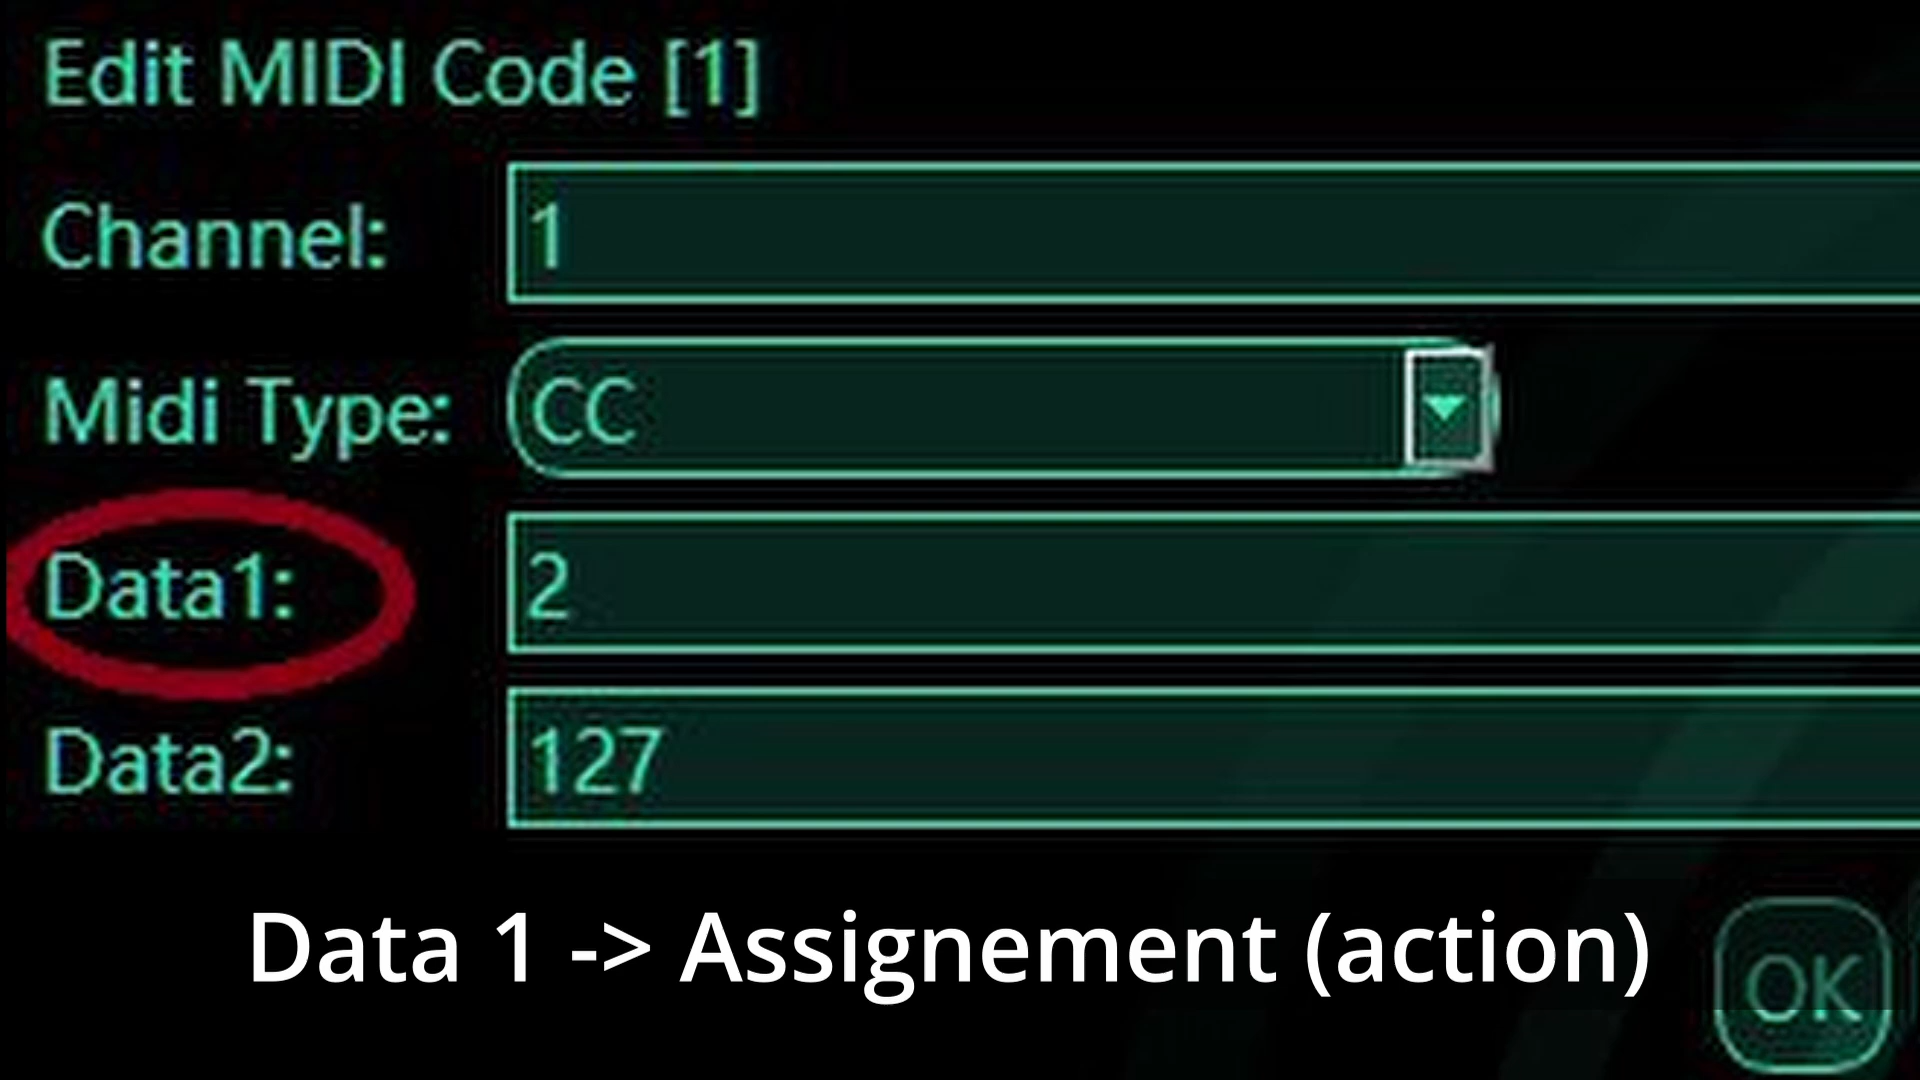 Edit MIDI Code [1]
Channel: 1
Midi Type: CC
Data1: 2
Data2: 127
Data 1 -> Assignement (action)
OK